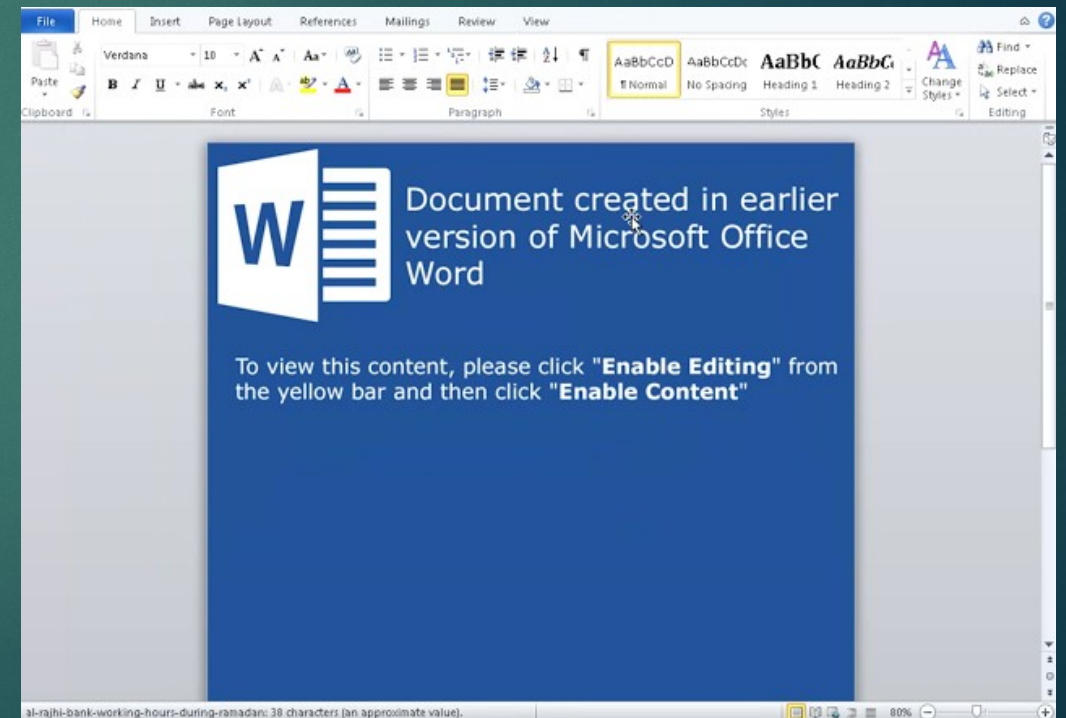 File Home Insert Page Layout References Mailings Review View
Verdana 10 A A Aa
AaBbCcD AaBbCcDc AaBbC AaBbC
Find
Replace
Select
Paste
B I U abc x, x' A
¶ Normal No Spacing Heading 1 Heading 2
Change
Styles
Clipboard Font Paragraph Styles Editing
W
Document created in earlier
version of Microsoft Office
Word
To view this content, please click "Enable Editing" from
the yellow bar and then click "Enable Content"
al-rajhi-bank-working-hours-during-ramadan: 38 characters (an approximate value). 80%